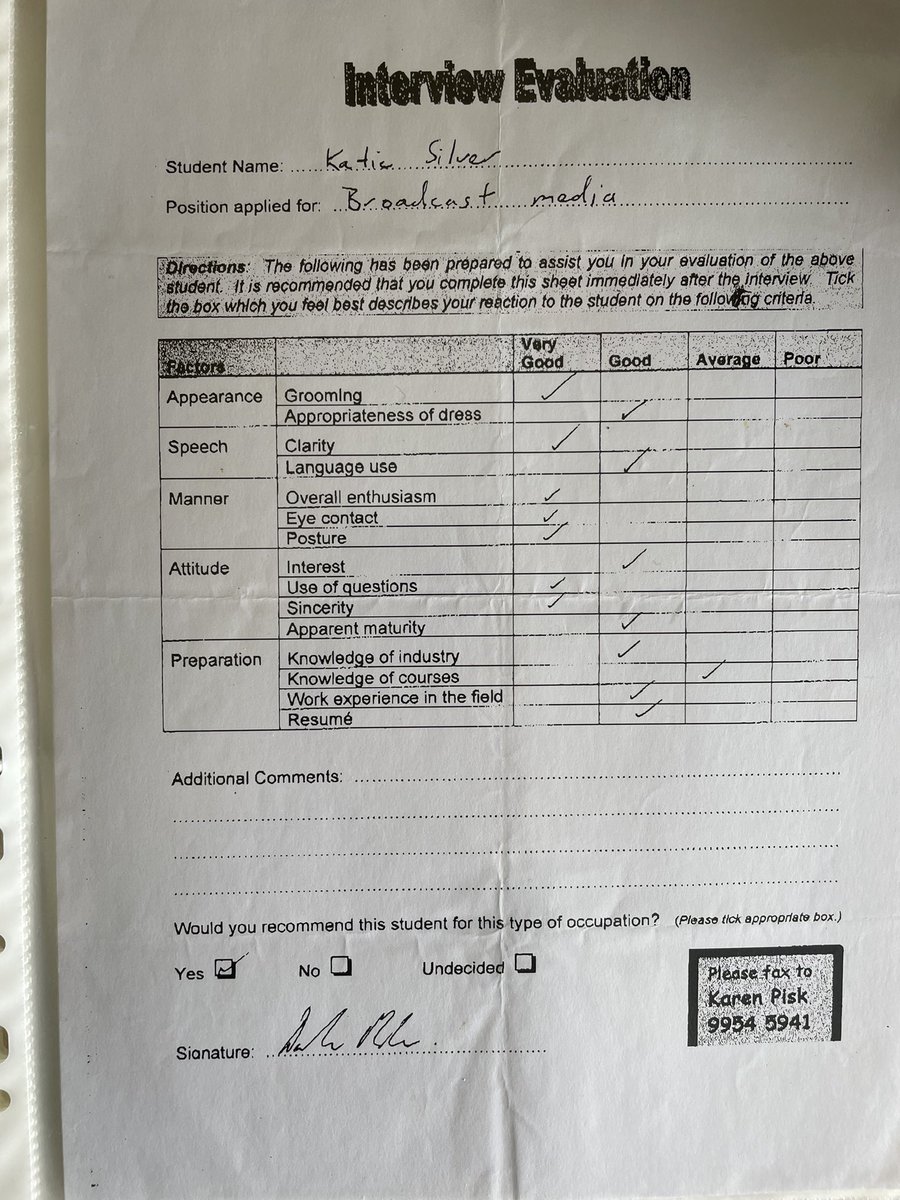 Interview Evaluation
Student Name: Katie Silver
Position applied for: Broadcast media
Directions: The following has been prepared to assist you in your evaluation of the above
student. It is recommended that you complete this sheet immediately after the interview. Tick
the box which you feel best describes your reaction to the student on the following criteria.
Factors Very Good Good Average Poor
Appearance Grooming ✓
Appropriateness of dress ✓
Speech Clarity ✓
Language use ✓
Manner Overall enthusiasm ✓
Eye contact ✓
Posture ✓
Attitude Interest ✓
Use of questions ✓
Sincerity ✓
Apparent maturity ✓
Preparation Knowledge of industry ✓
Knowledge of courses ✓
Work experience in the field ✓
Resumé ✓
Additional Comments:
Would you recommend this student for this type of occupation? (Please tick appropriate box.)
Yes ☑ No ☐ Undecided ☐
Please fax to
Karen Pisk
9954 5941
Signature: